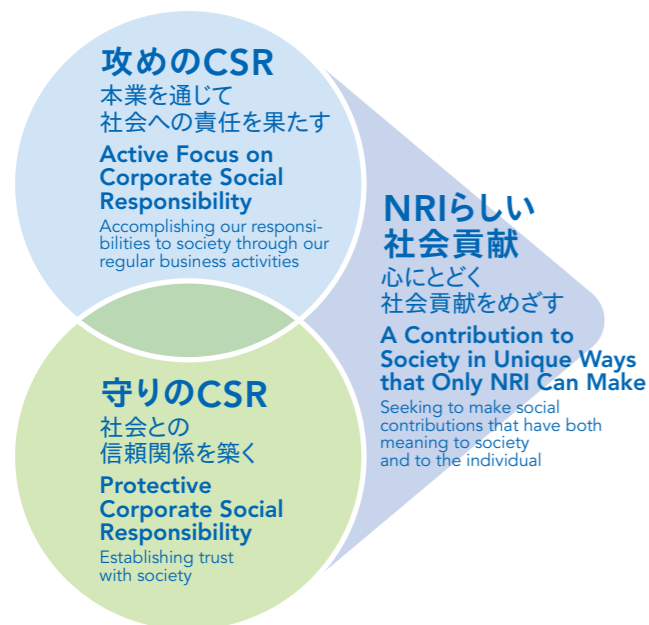 攻めのCSR
本業を通じて
社会への責任を果たす
Active Focus on
Corporate Social
Responsibility
Accomplishing our responsi-
bilities to society through our
regular business activities
NRIらしい
社会貢献
心にとどく
社会貢献をめざす
A Contribution to
Society in Unique Ways
that Only NRI Can Make
Seeking to make social
contributions that have both
meaning to society
and to the individual
守りのCSR
社会との
信頼関係を築く
Protective
Corporate Social
Responsibility
Establishing trust
with society